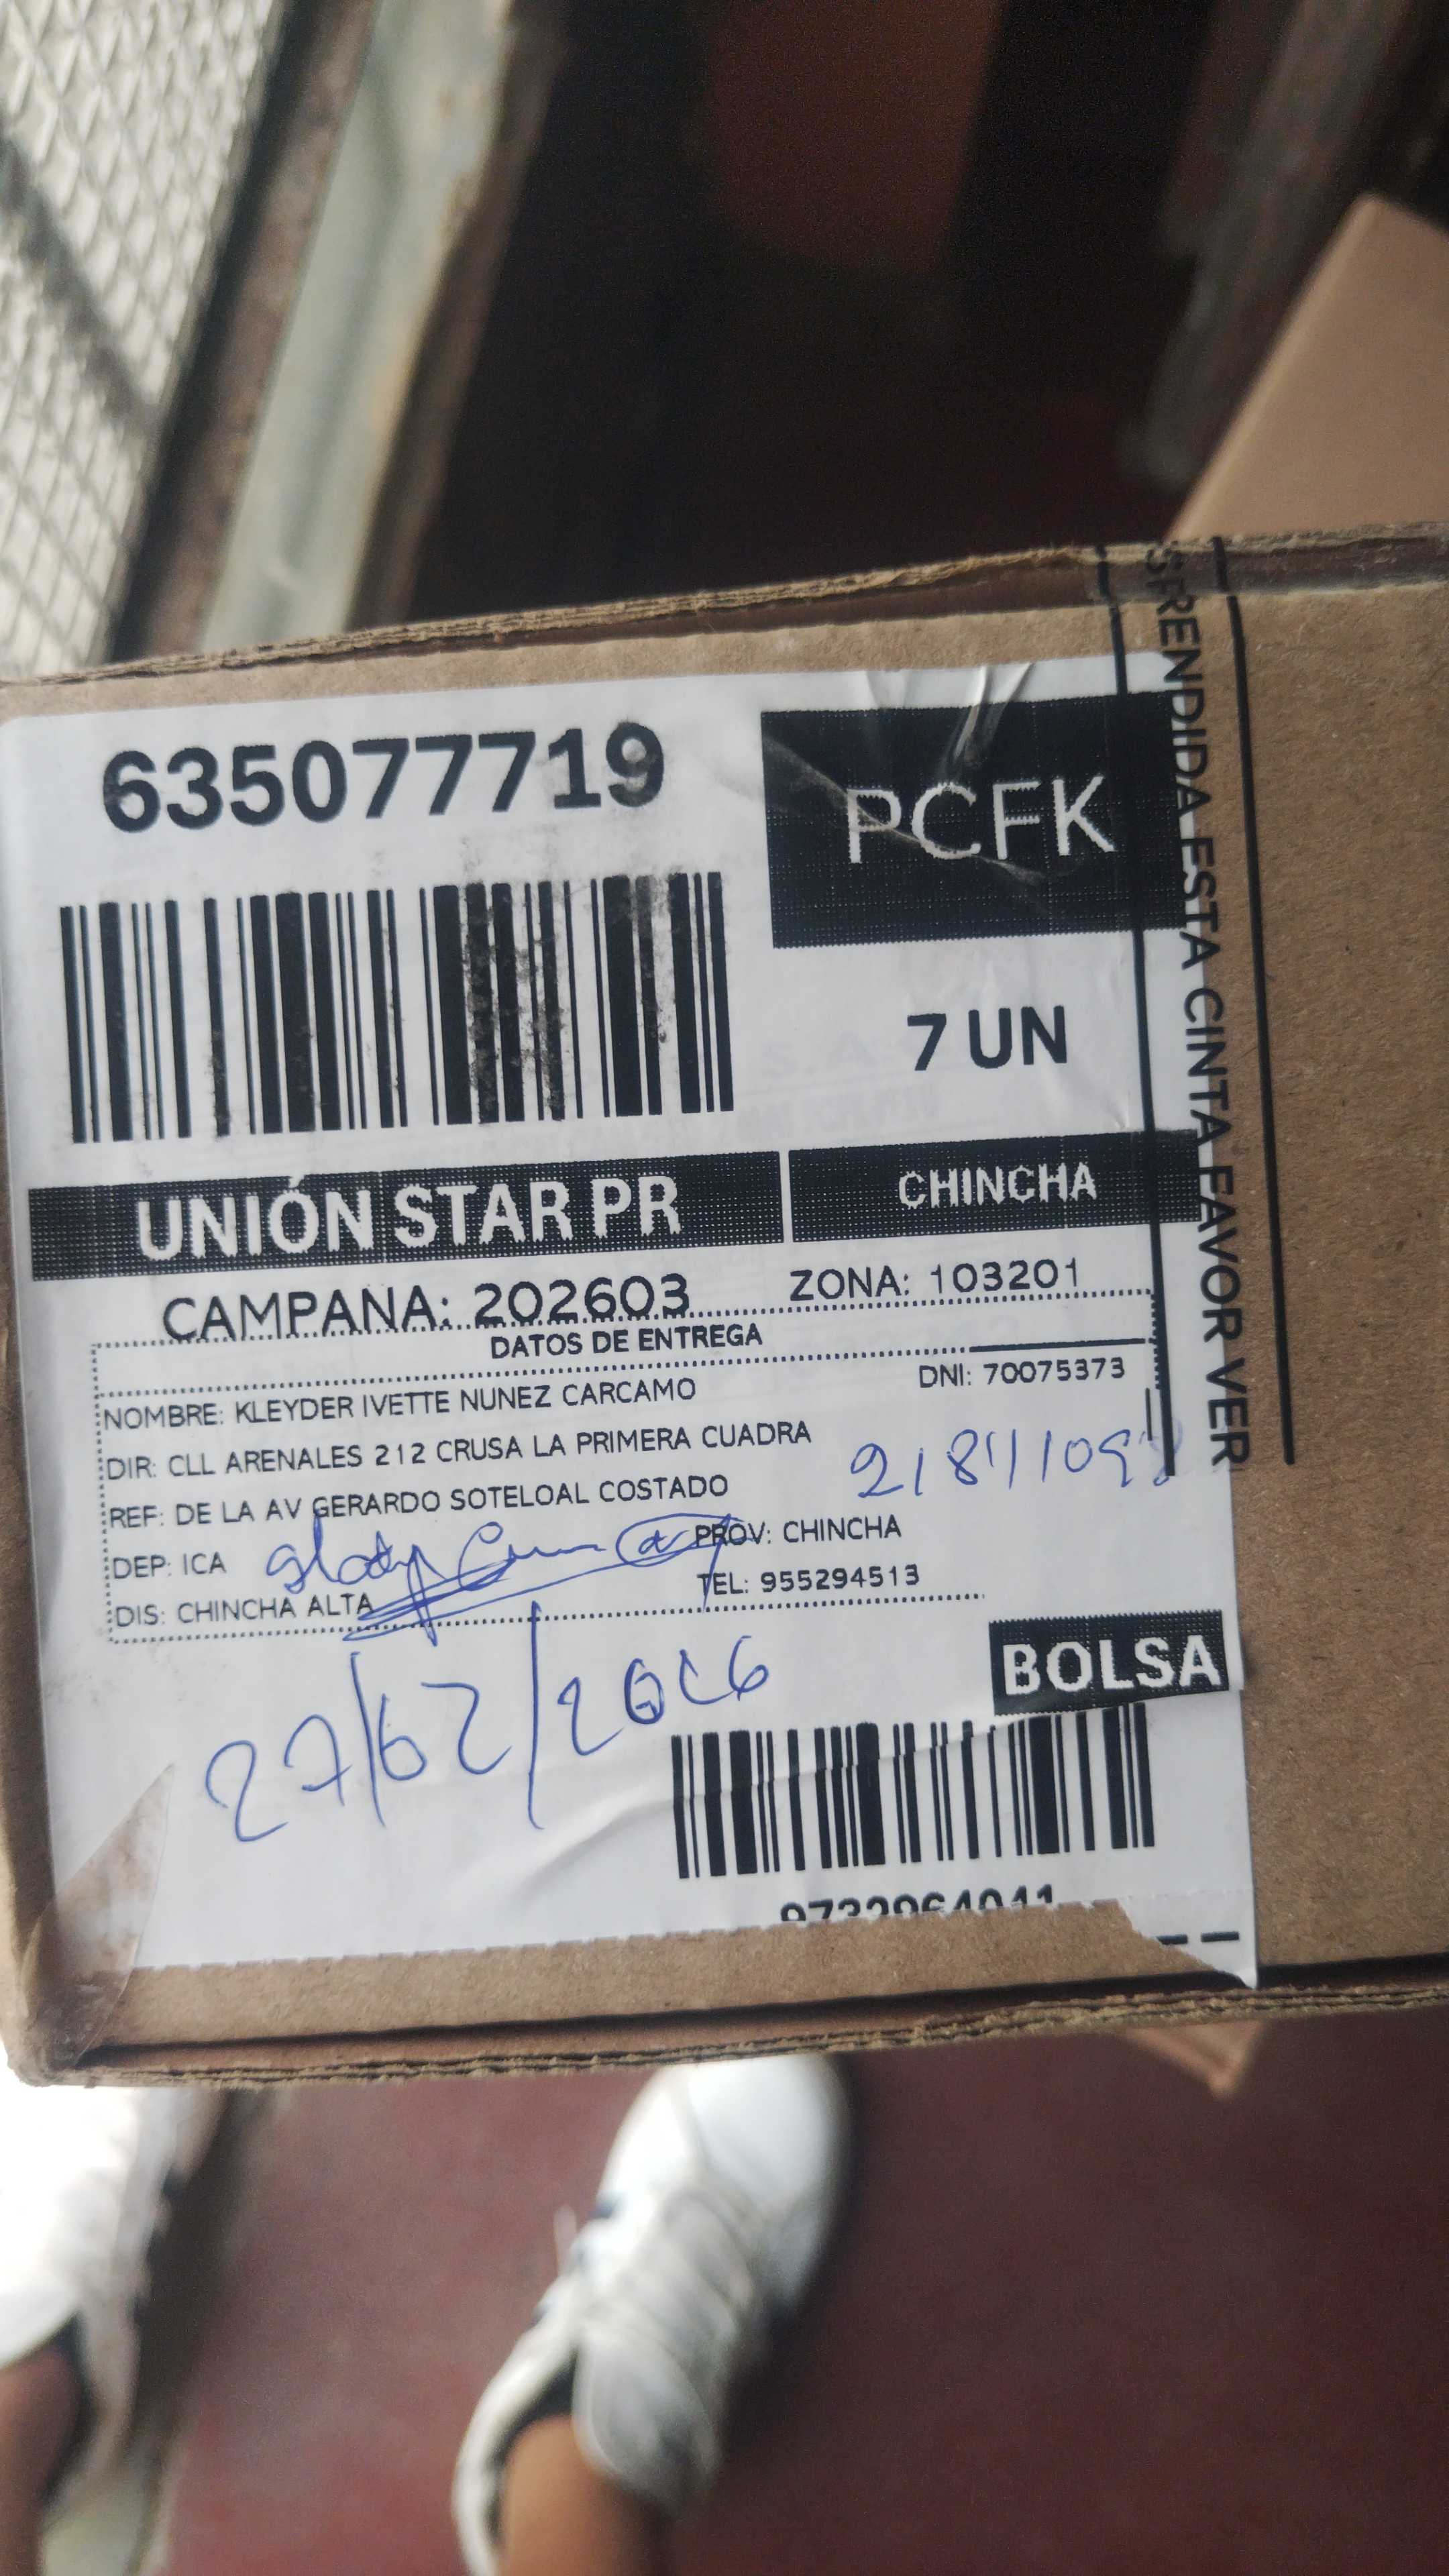 635077719
PCFK
7 UN
UNIÓN STAR PR
CHINCHA
CAMPANA: 202603
ZONA: 103201
DATOS DE ENTREGA
NOMBRE: KLEYDER IVETTE NUNEZ CARCAMO
DNI: 70075373
DIR: CLL ARENALES 212 CRUSA LA PRIMERA CUADRA
REF: DE LA AV GERARDO SOTELOAL COSTADO
DEP: ICA
PROV: CHINCHA
DIS: CHINCHA ALTA
TEL: 955294513
27/02/2026
BOLSA
ESTA CINTA FAVOR VER